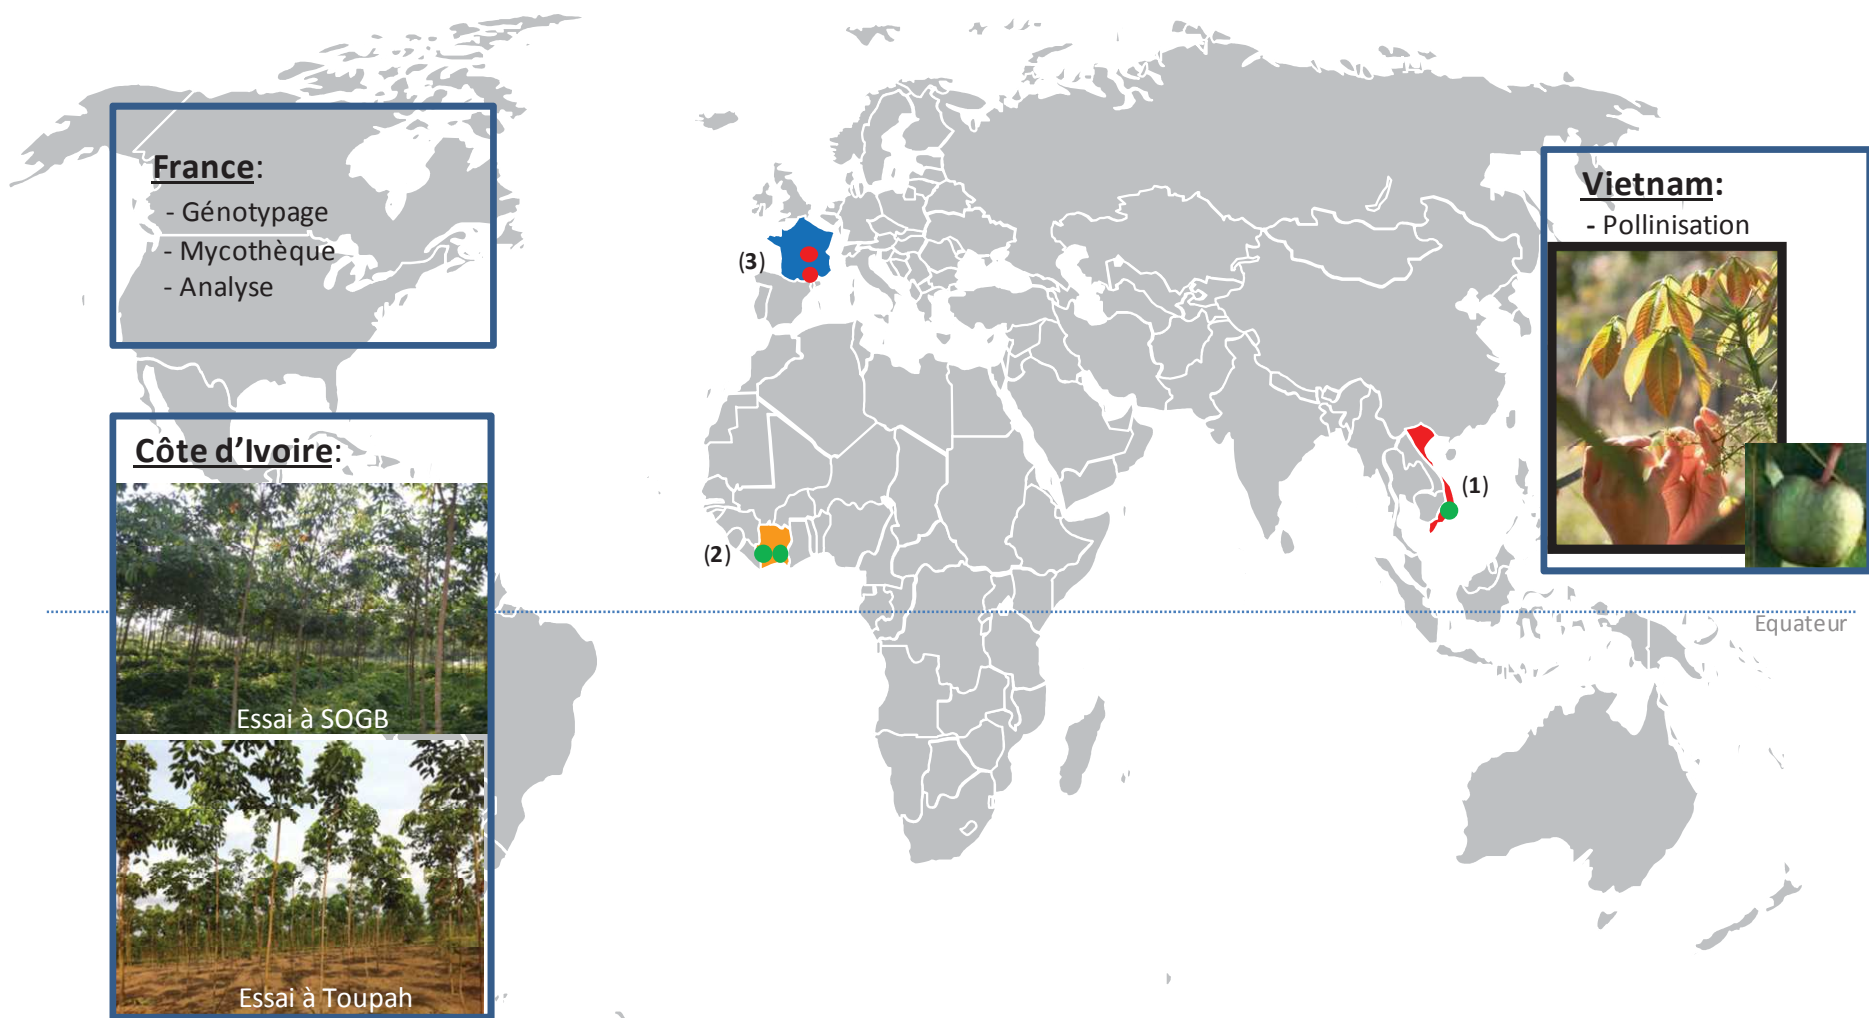 France:
- Génotypage
- Mycothèque
- Analyse
Côte d’Ivoire:
Essai à SOGB
Essai à Toupah
(3)
(2)
(1)
Vietnam:
- Pollinisation
Equateur